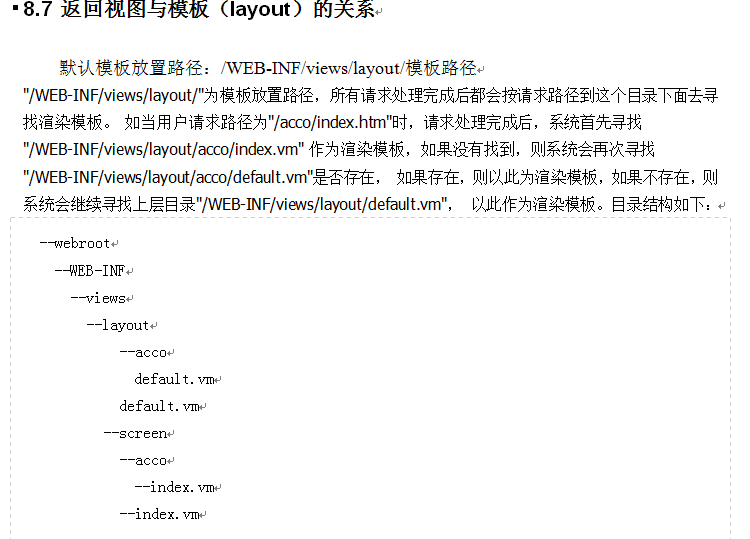 8.7 返回视图与模板（layout）的关系
默认模板放置路径：/WEB-INF/views/layout/模板路径
"/WEB-INF/views/layout/"为模板放置路径，所有请求处理完成后都会按请求路径到这个目录下面去寻
找渲染模板。 如当用户请求路径为"/acco/index.htm"时，请求处理完成后，系统首先寻找
"/WEB-INF/views/layout/acco/index.vm" 作为渲染模板，如果没有找到，则系统会再次寻找
"/WEB-INF/views/layout/acco/default.vm"是否存在， 如果存在，则以此为渲染模板，如果不存在，则
系统会继续寻找上层目录"/WEB-INF/views/layout/default.vm"， 以此作为渲染模板。目录结构如下：
--webroot
--WEB-INF
--views
--layout
--acco
default.vm
default.vm
--screen
--acco
--index.vm
--index.vm